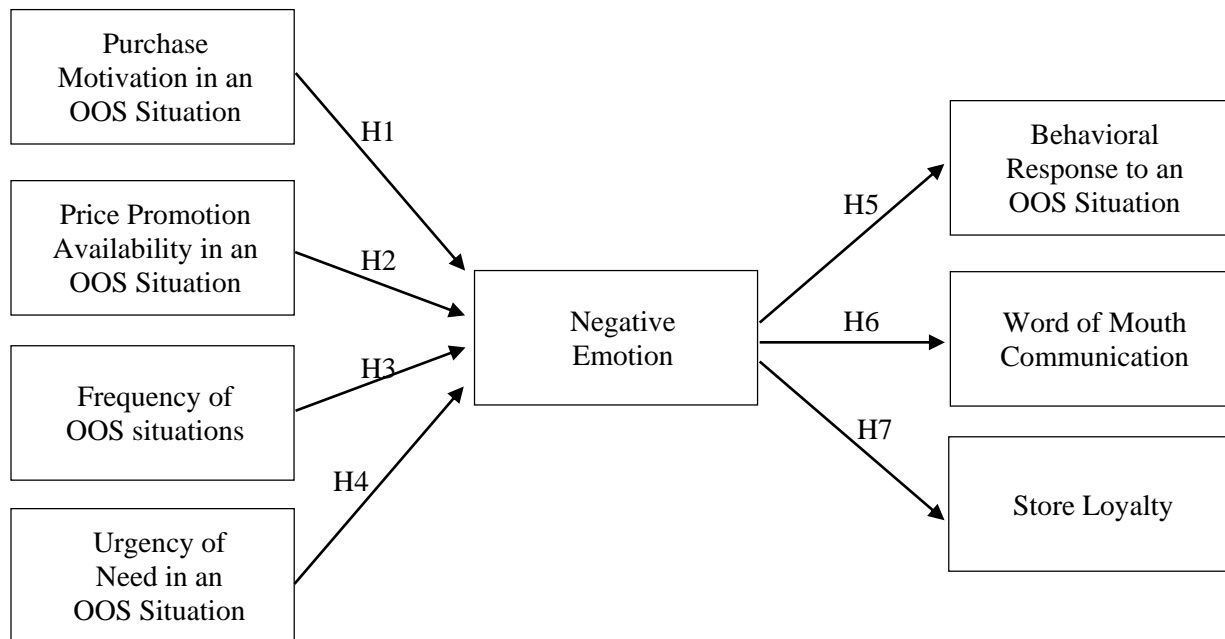 Purchase
Motivation in an
OOS Situation
H1
Price Promotion
Availability in an
OOS Situation
H2
Frequency of
OOS situations
H3
Urgency of
Need in an
OOS Situation
H4
Negative
Emotion
H5
Behavioral
Response to an
OOS Situation
H6
Word of Mouth
Communication
H7
Store Loyalty